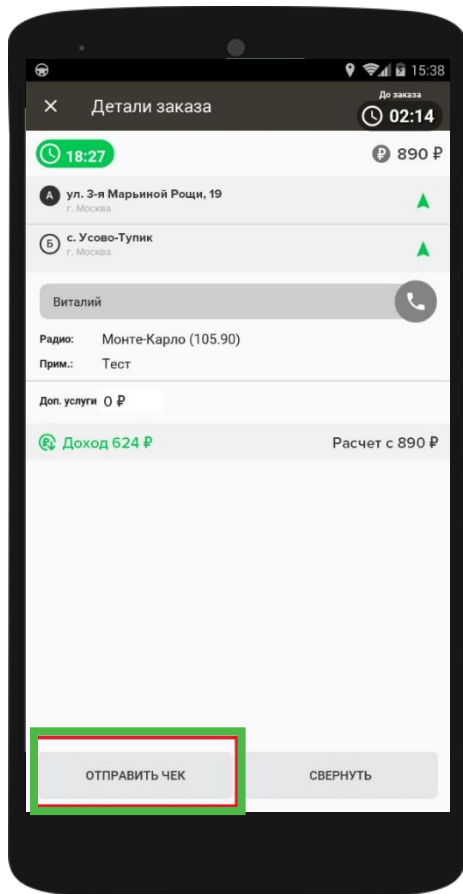 15:38
Детали заказа
До заказа
02:14
18:27
890 ₽
А ул. 3-я Марьиной Рощи, 19
г. Москва
Б с. Усово-Тупик
г. Москва
Виталий
Радио: Монте-Карло (105.90)
Прим.: Тест
Доп. услуги 0 ₽
Доход 624 ₽
Расчет с 890 ₽
ОТПРАВИТЬ ЧЕК
СВЕРНУТЬ